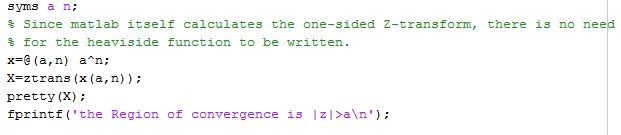 syms a n;
% Since matlab itself calculates the one-sided Z-transform, there is no need
% for the heaviside function to be written.
x=@(a,n) a^n;
X=ztrans(x(a,n));
pretty(X);
fprintf('the Region of convergence is |z|>a\n');